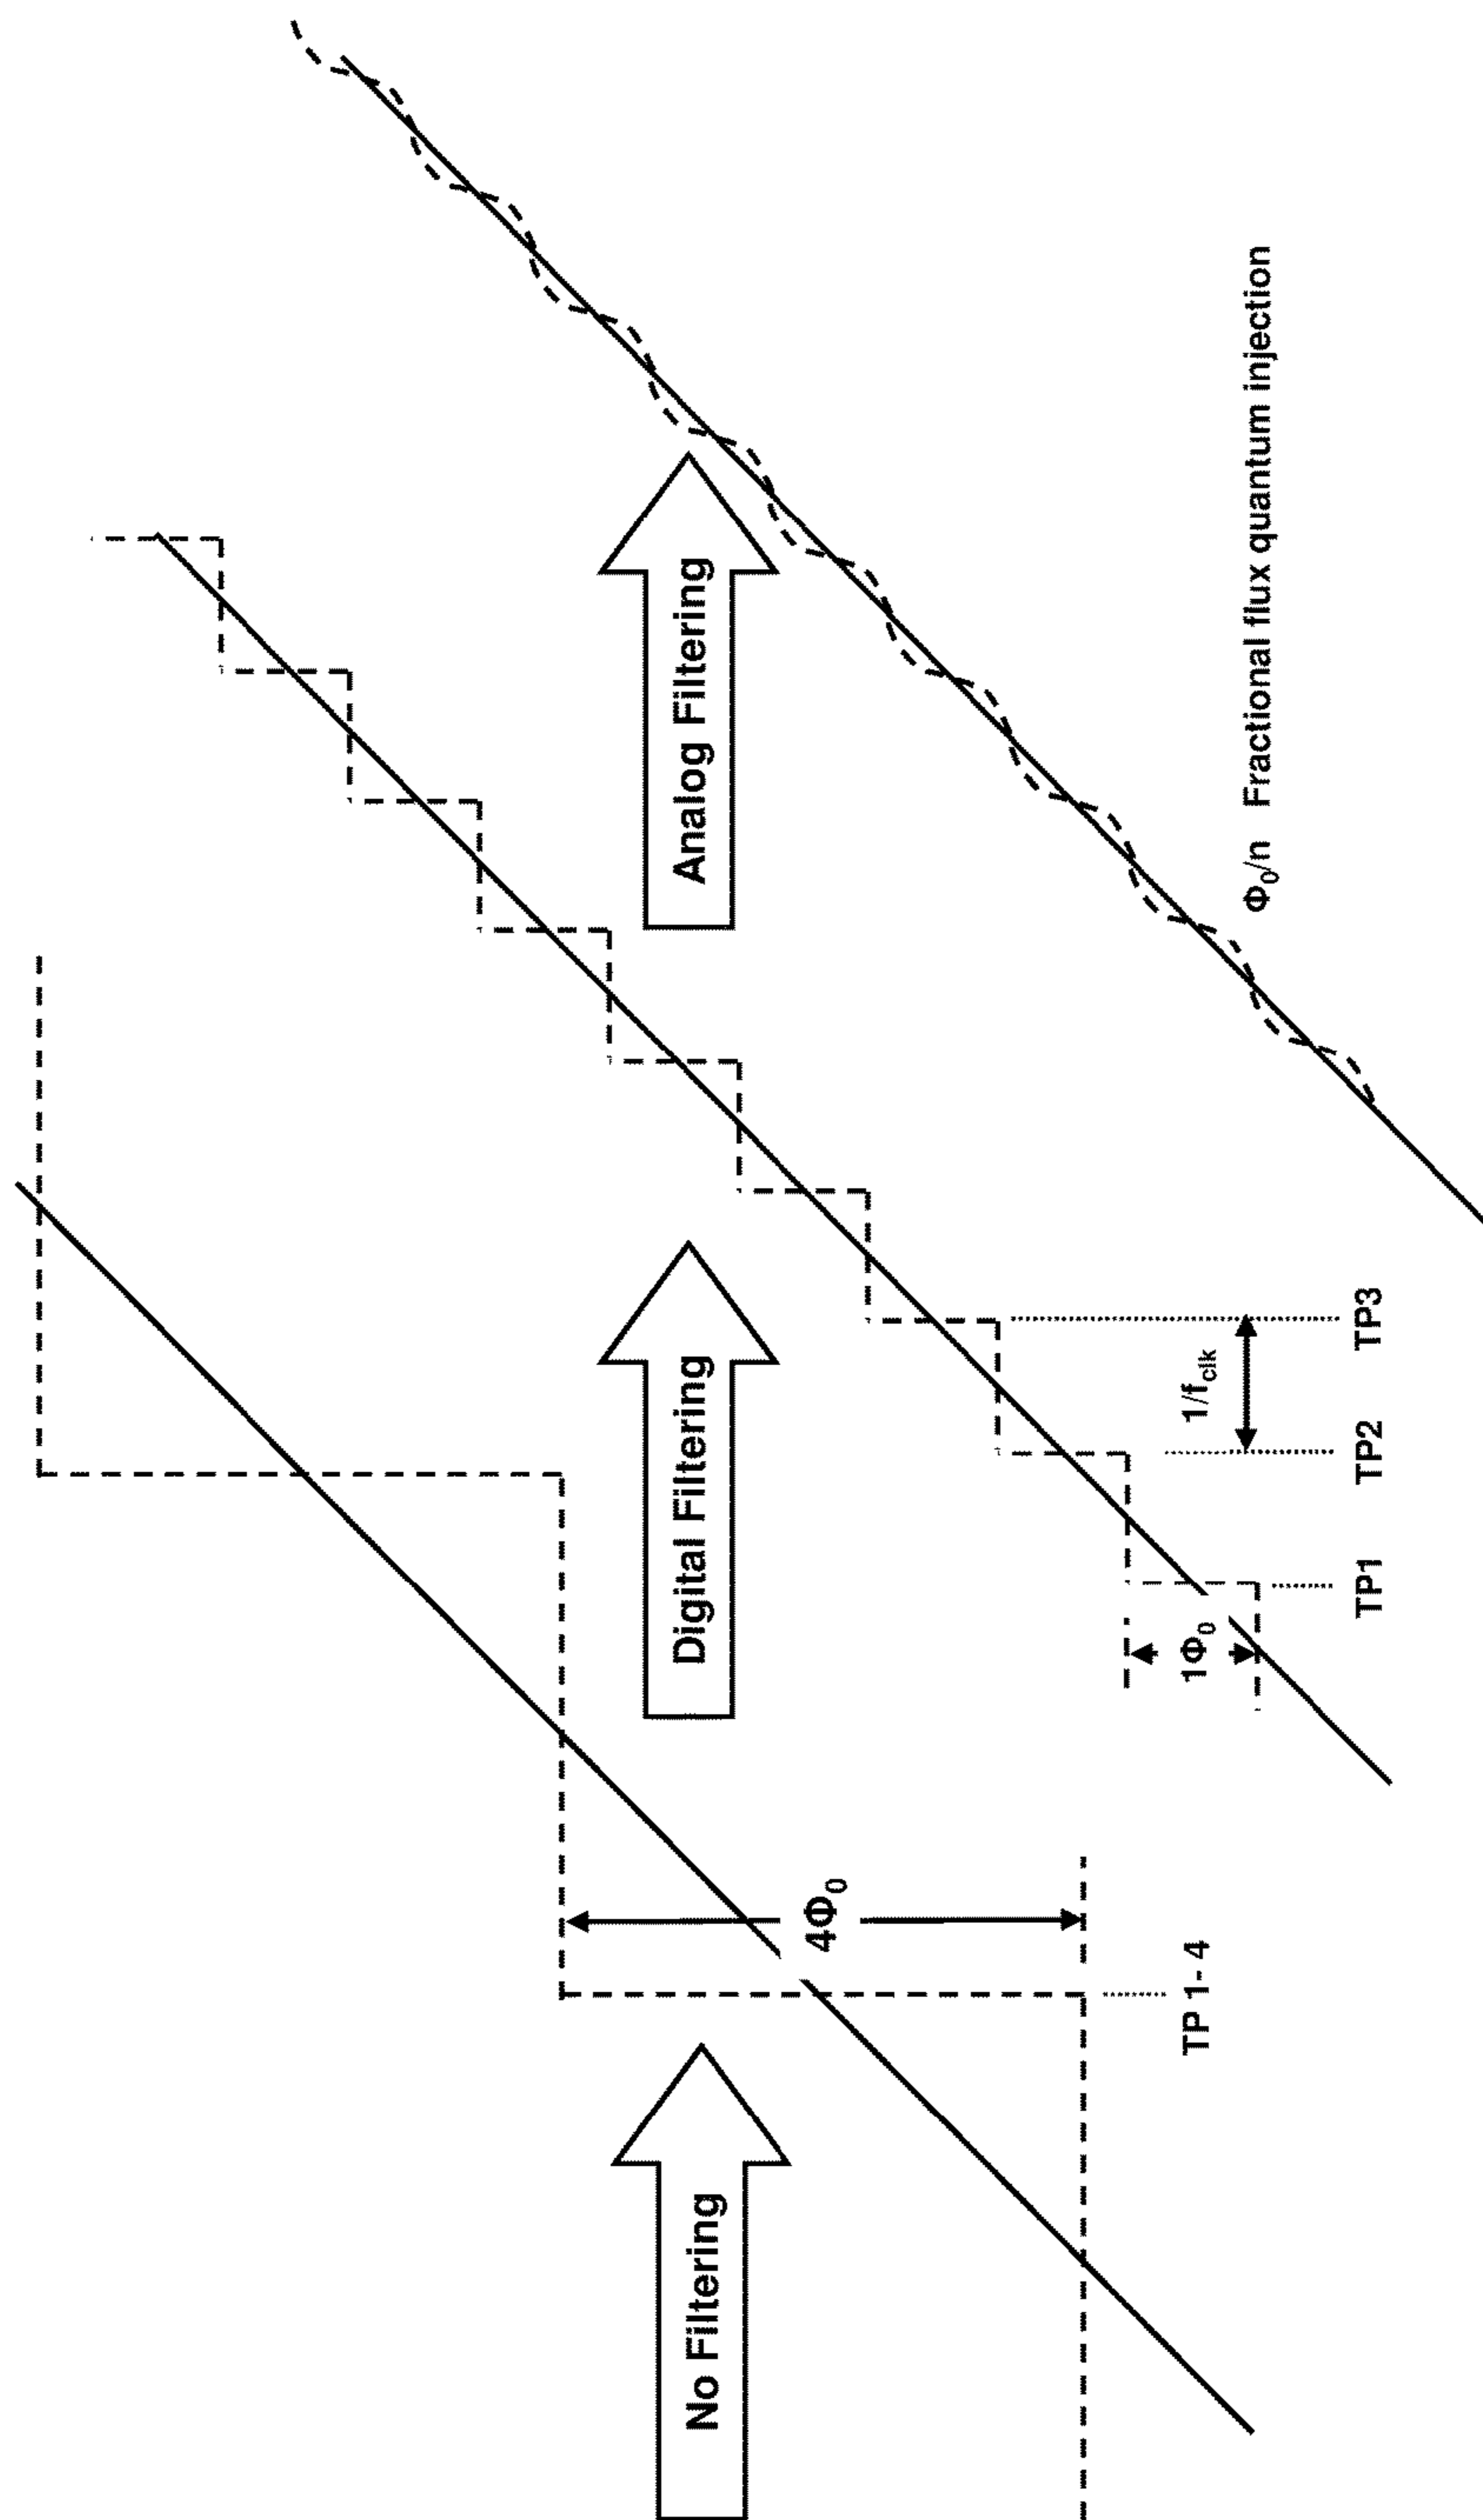 No Filtering
Digital Filtering
Analog Filtering
4Φ₀
TP 1- 4
1Φ₀
1/f_clk
TP1
TP2
TP3
Φ₀/n Fractional flux quantum injection